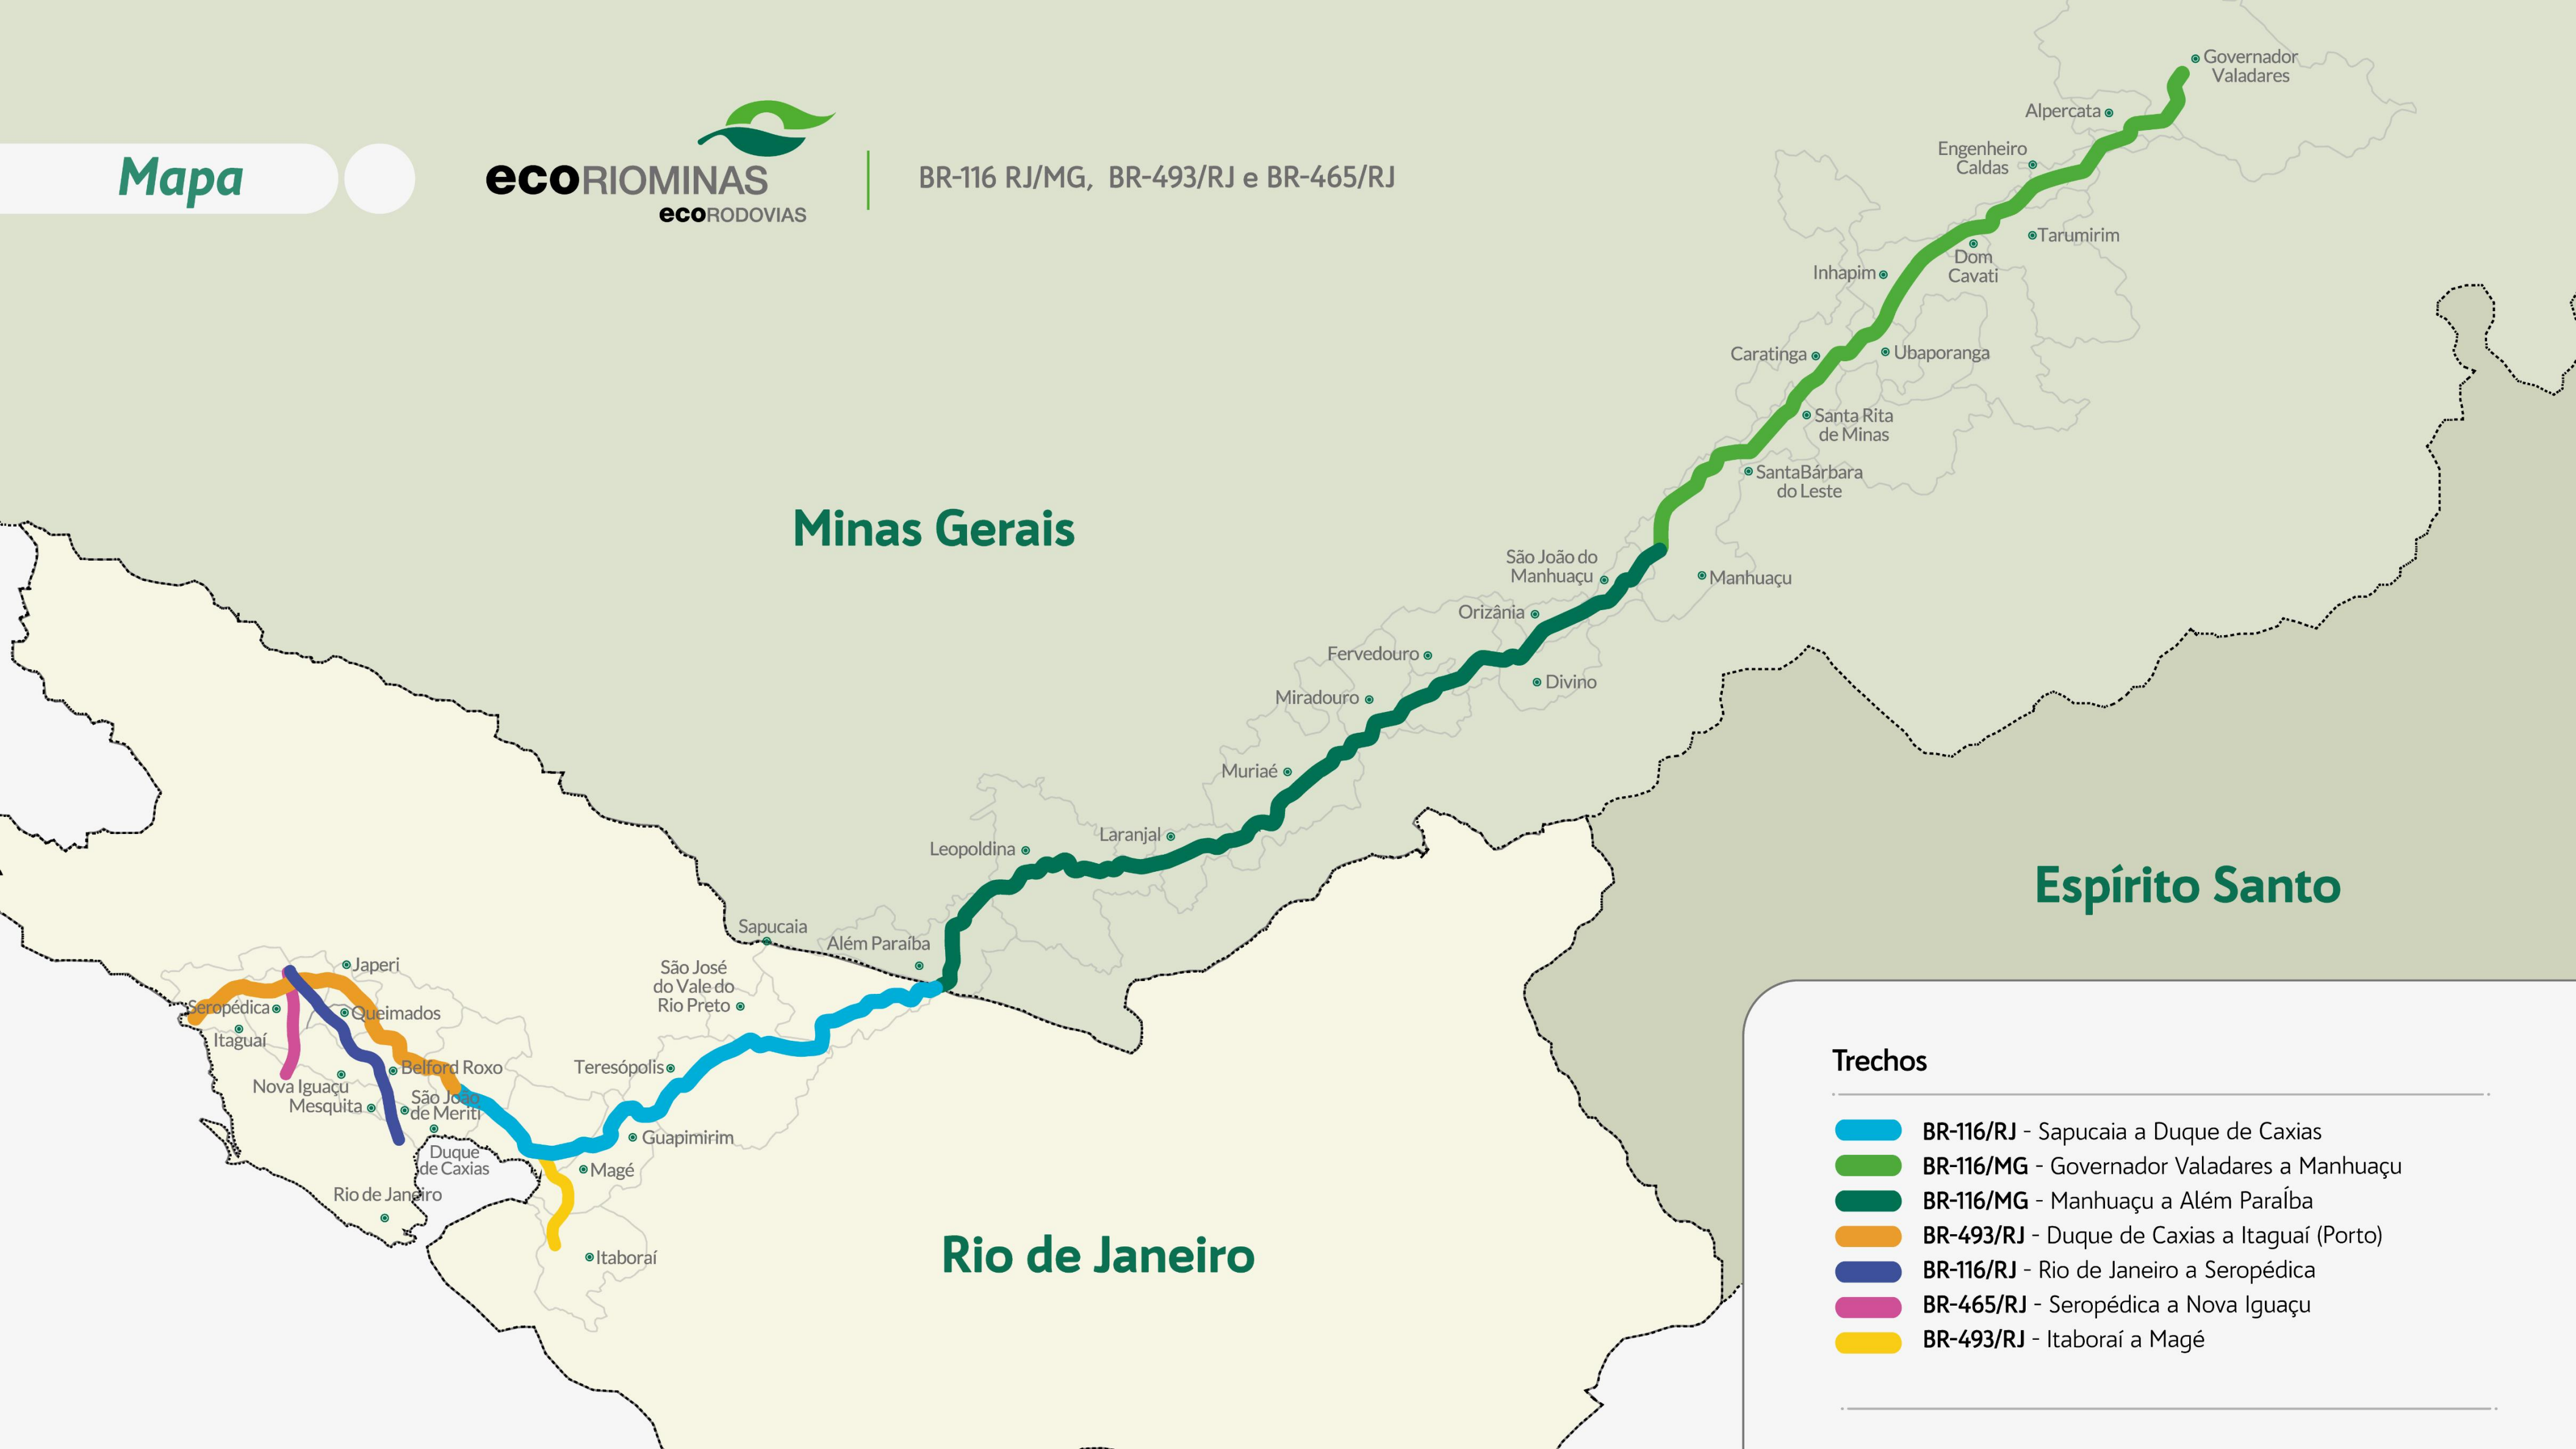 Mapa
ecoRIOMINAS
ecoRODOVIAS
BR-116 RJ/MG, BR-493/RJ e BR-465/RJ
Governador
Valadares
Alpercata
Engenheiro
Caldas
Tarumirim
Dom
Cavati
Inhapim
Caratinga
Ubaporanga
Santa Rita
de Minas
SantaBárbara
do Leste
Minas Gerais
São João do
Manhuaçu
Manhuaçu
Orizânia
Fervedouro
Divino
Miradouro
Muriaé
Laranjal
Leopoldina
Espírito Santo
Sapucaia
Além Paraíba
São José
do Vale do
Rio Preto
Japeri
Seropédica
Queimados
Itaguaí
Teresópolis
Belford Roxo
Nova Iguaçu
Mesquita
São João
de Meriti
Guapimirim
Duque
de Caxias
Magé
Rio de Janeiro
Itaboraí
Rio de Janeiro
Trechos
BR-116/RJ - Sapucaia a Duque de Caxias
BR-116/MG - Governador Valadares a Manhuaçu
BR-116/MG - Manhuaçu a Além ParaÍba
BR-493/RJ - Duque de Caxias a Itaguaí (Porto)
BR-116/RJ - Rio de Janeiro a Seropédica
BR-465/RJ - Seropédica a Nova Iguaçu
BR-493/RJ - Itaboraí a Magé